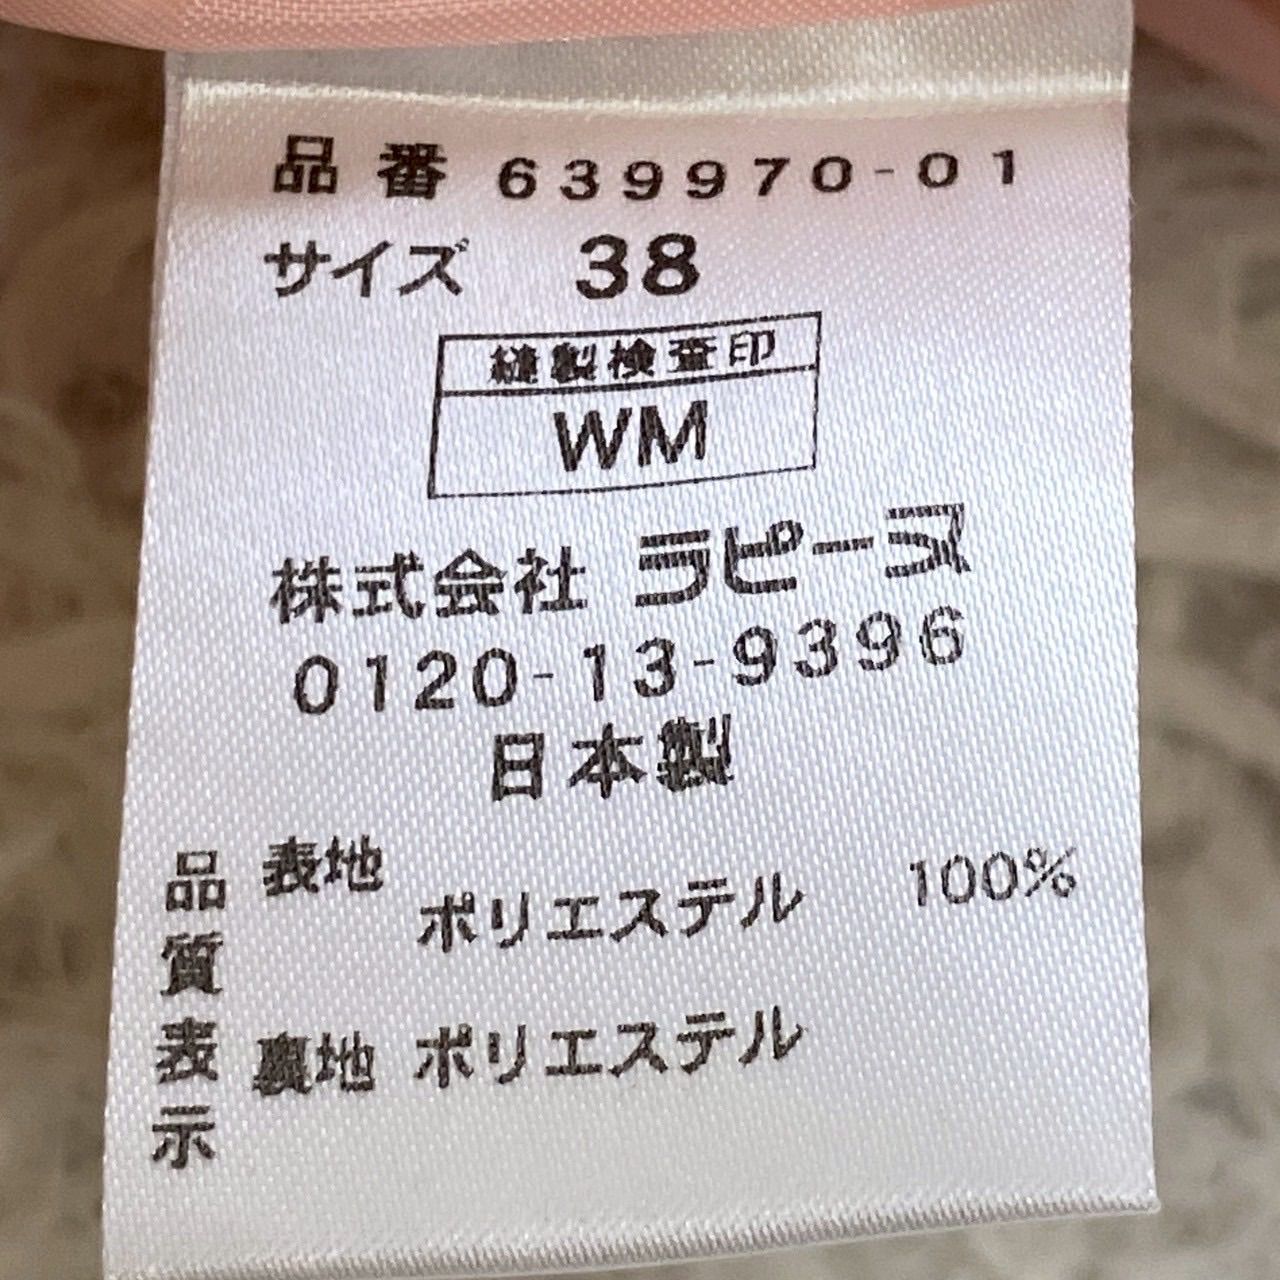 品番 639970-01
サイズ 38
縫製検査印
WM
株式会社 ラピーヌ
0120-13-9396
日本製
品質表示
表地
ポリエステル 100%
裏地 ポリエステル